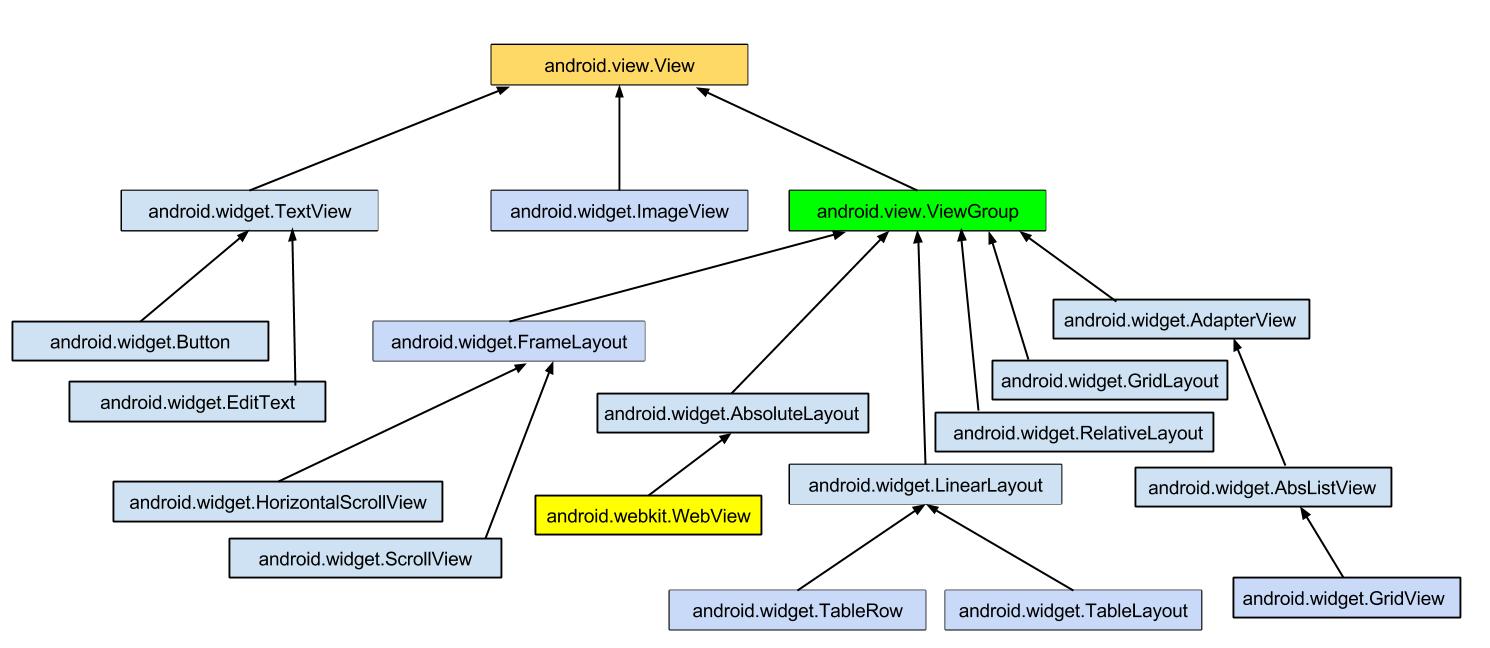 android.view.View
android.widget.TextView
android.widget.ImageView
android.view.ViewGroup
android.widget.AdapterView
android.widget.Button
android.widget.FrameLayout
android.widget.GridLayout
android.widget.EditText
android.widget.AbsoluteLayout
android.widget.RelativeLayout
android.widget.LinearLayout
android.widget.AbsListView
android.widget.HorizontalScrollView
android.webkit.WebView
android.widget.ScrollView
android.widget.GridView
android.widget.TableRow
android.widget.TableLayout